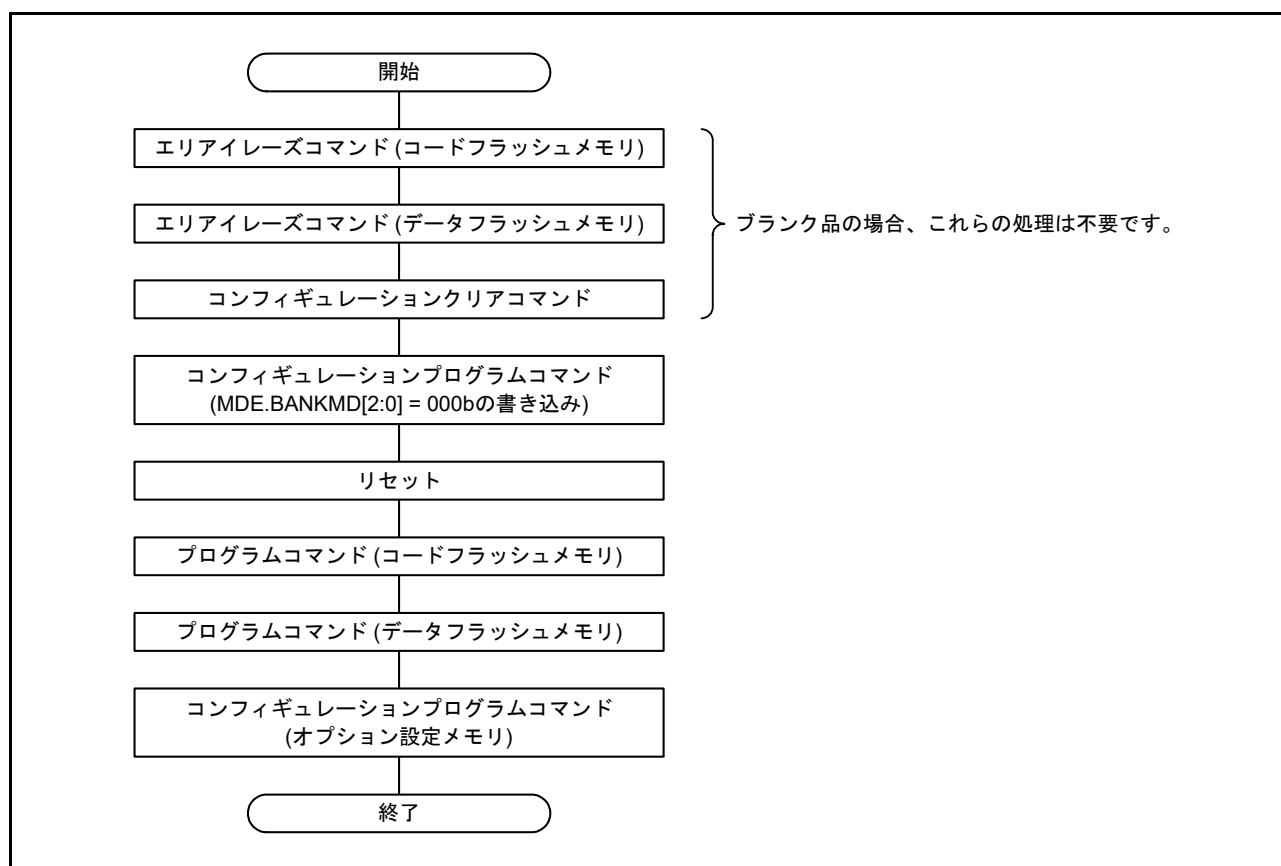 開始
エリアイレーズコマンド (コードフラッシュメモリ)
エリアイレーズコマンド (データフラッシュメモリ)
ブランク品の場合、これらの処理は不要です。
コンフィギュレーションクリアコマンド
コンフィギュレーションプログラムコマンド
(MDE.BANKMD[2:0] = 000bの書き込み)
リセット
プログラムコマンド (コードフラッシュメモリ)
プログラムコマンド (データフラッシュメモリ)
コンフィギュレーションプログラムコマンド
(オプション設定メモリ)
終了